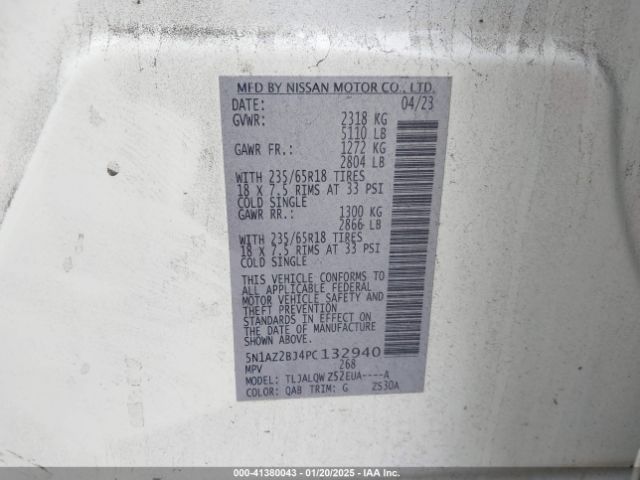 MFD BY NISSAN MOTOR CO., LTD.
DATE: 04/23
GVWR: 2318 KG
5110 LB
GAWR FR.: 1272 KG
2804 LB
WITH 235/65R18 TIRES
18 X 7.5 RIMS AT 33 PSI
COLD SINGLE
GAWR RR.: 1300 KG
2866 LB
WITH 235/65R18 TIRES
18 X 7.5 RIMS AT 33 PSI
COLD SINGLE
THIS VEHICLE CONFORMS TO
ALL APPLICABLE FEDERAL
MOTOR VEHICLE SAFETY AND
THEFT PREVENTION
STANDARDS IN EFFECT ON
THE DATE OF MANUFACTURE
SHOWN ABOVE.
5N1AZ2BJ4PC132940
MPV 268
MODEL: TLJALQWZ52EUA----A
COLOR: QAB TRIM: G ZS30A
000-41380043 - 01/20/2025 - IAA Inc.